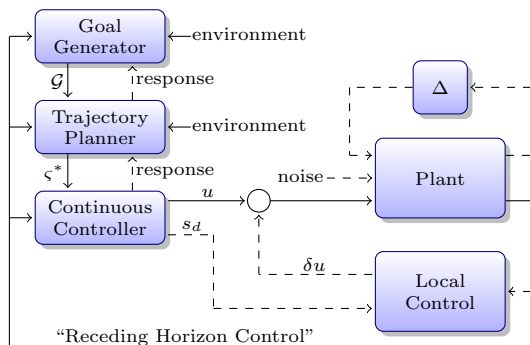 Goal
Generator
environment
𝒢
response
Δ
Trajectory
Planner
environment
ς*
response
noise
Plant
Continuous
Controller
u
s_d
δu
Local
Control
“Receding Horizon Control”